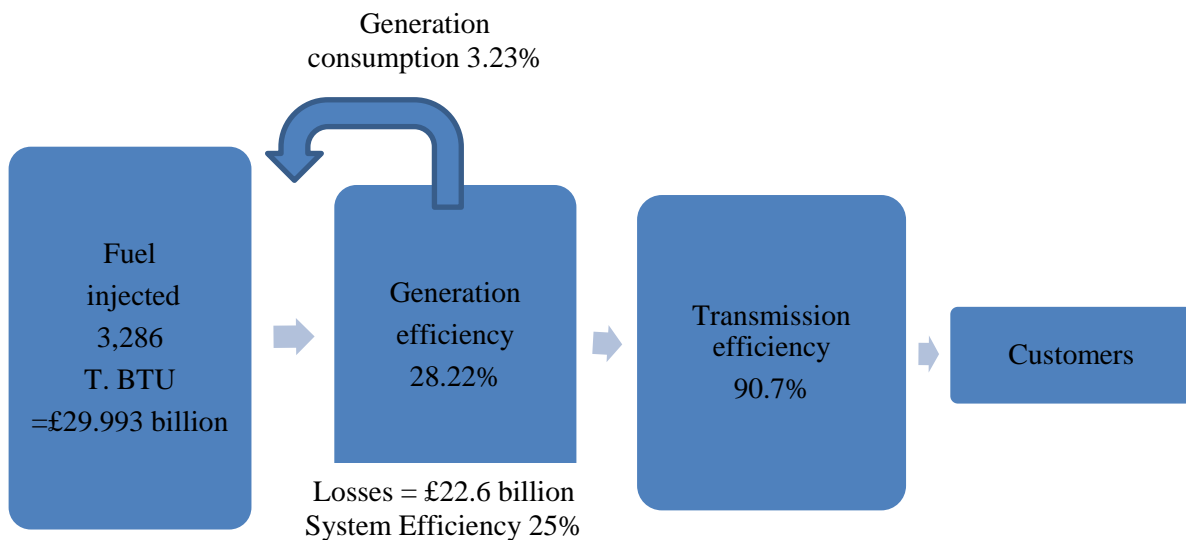 Generation
consumption 3.23%
Fuel
injected
3,286
T. BTU
=£29.993 billion
Generation
efficiency
28.22%
Transmission
efficiency
90.7%
Customers
Losses = £22.6 billion
System Efficiency 25%